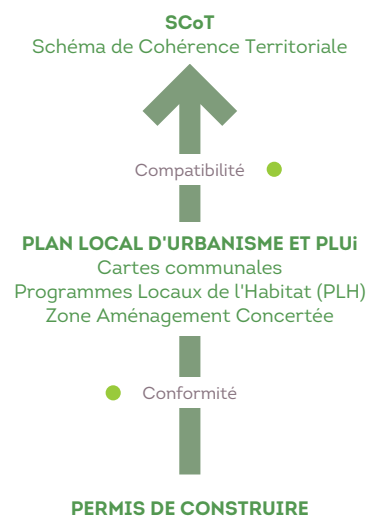 SCoT
Schéma de Cohérence Territoriale
Compatibilité
PLAN LOCAL D'URBANISME ET PLUi
Cartes communales
Programmes Locaux de l'Habitat (PLH)
Zone Aménagement Concertée
Conformité
PERMIS DE CONSTRUIRE